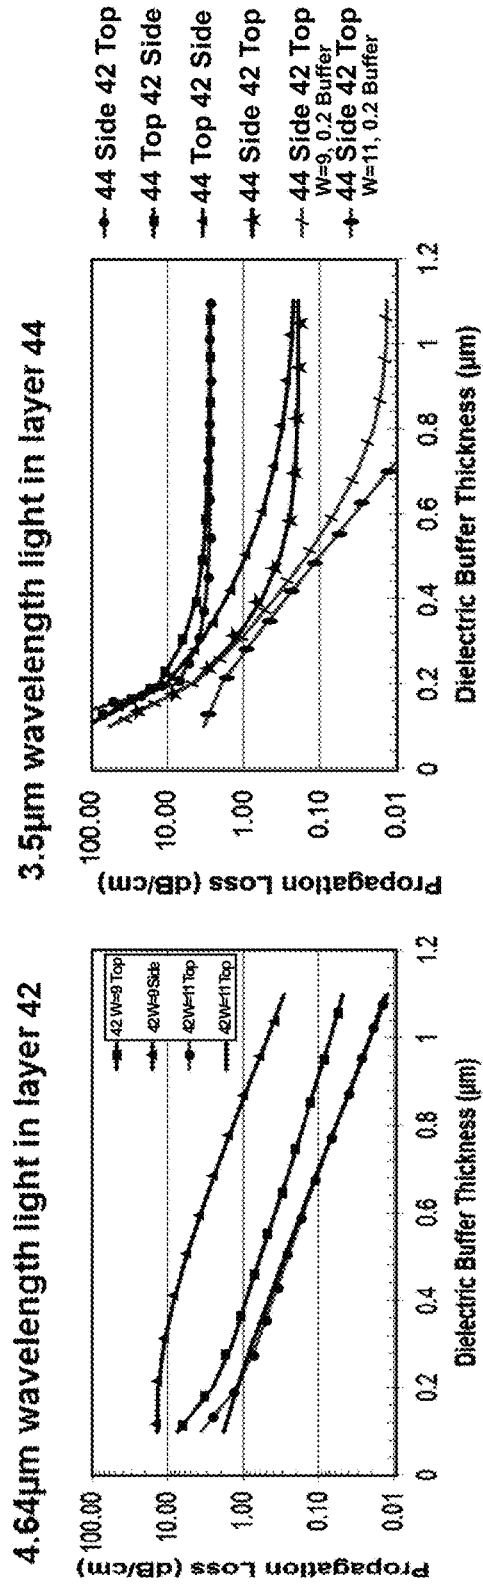 4.64µm wavelength light in layer 42
Propagation Loss (dB/cm)
100.00
10.00
1.00
0.10
0.01
0
0.2
0.4
0.6
0.8
1
1.2
Dielectric Buffer Thickness (µm)
42 W=9 Top
42W=9Side
42W=11Top
42W=11Top
3.5µm wavelength light in layer 44
Propagation Loss (dB/cm)
100.00
10.00
1.00
0.10
0.01
0
0.2
0.4
0.6
0.8
1
1.2
Dielectric Buffer Thickness (µm)
44 Side 42 Top
44 Top 42 Side
44 Top 42 Side
44 Side 42 Top
44 Side 42 Top
W=9, 0.2 Buffer
44 Side 42 Top
W=11, 0.2 Buffer